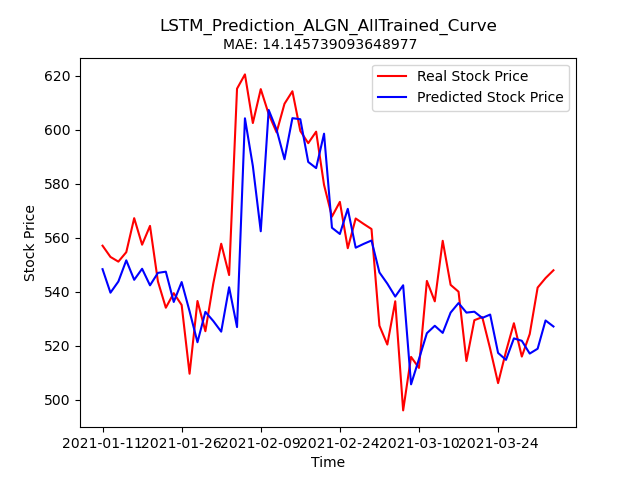 LSTM_Prediction_ALGN_AllTrained_Curve
MAE: 14.145739093648977
Real Stock Price
Predicted Stock Price
Stock Price
620
600
580
560
540
520
500
2021-01-11 2021-01-26 2021-02-09 2021-02-24 2021-03-10 2021-03-24
Time